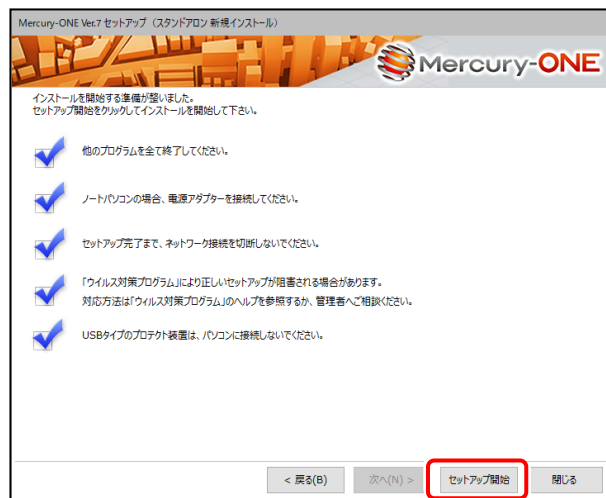 Mercury-ONE Ver.7 セットアップ（スタンドアロン 新規インストール）
Mercury-ONE
インストールを開始する準備が整いました。
セットアップ開始をクリックしてインストールを開始して下さい。
他のプログラムを全て終了してください。
ノートパソコンの場合、電源アダプターを接続してください。
セットアップ完了まで、ネットワーク接続を切断しないでください。
「ウイルス対策プログラム」により正しいセットアップが阻害される場合があります。
対応方法は「ウィルス対策プログラム」のヘルプを参照するか、管理者へご相談ください。
USBタイプのプロテクト装置は、パソコンに接続しないでください。
< 戻る(B)
次へ(N) >
セットアップ開始
閉じる